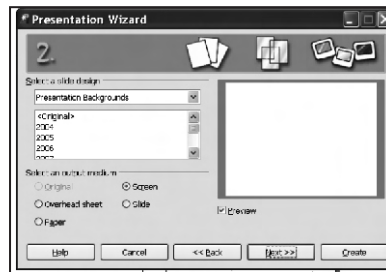 Presentation Wizard
2.
Select a slide design
Presentation Backgrounds
<Original>
2004
2005
2006
2007
Select an output medium
Original
Screen
Overhead sheet
Slide
Paper
Preview
Help
Cancel
<< Back
Next >>
Create